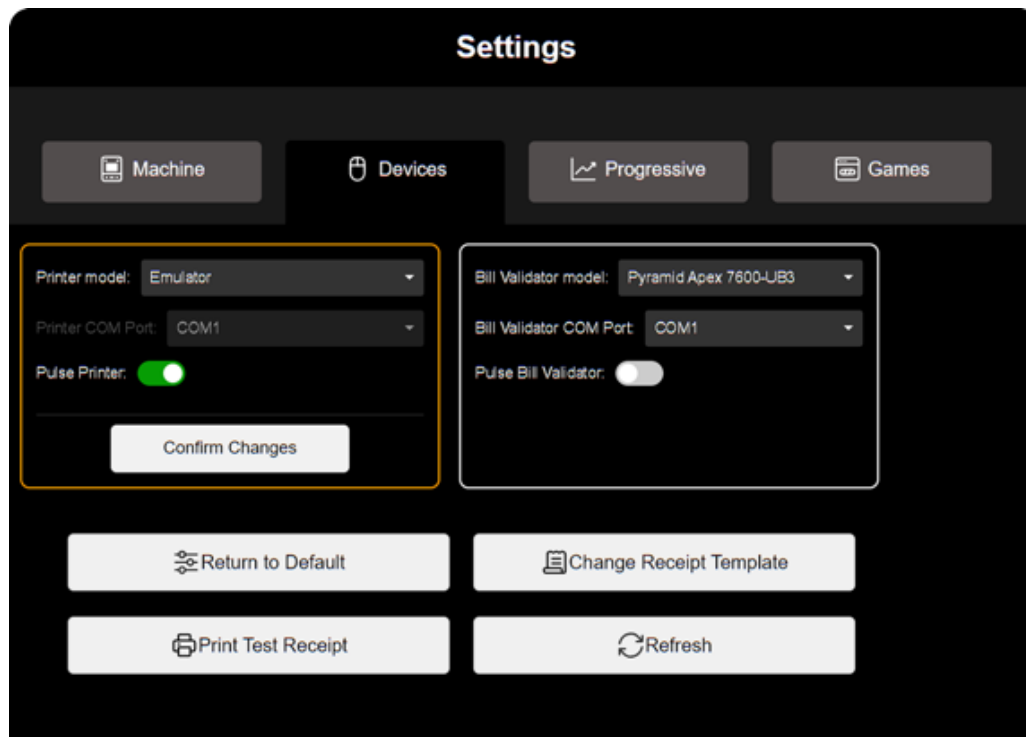 Settings
Machine
Devices
Progressive
Games
Printer model: Emulator
Printer COM Port: COM1
Pulse Printer:
Confirm Changes
Bill Validator model: Pyramid Apex 7600-UB3
Bill Validator COM Port: COM1
Pulse Bill Validator:
Return to Default
Change Receipt Template
Print Test Receipt
Refresh